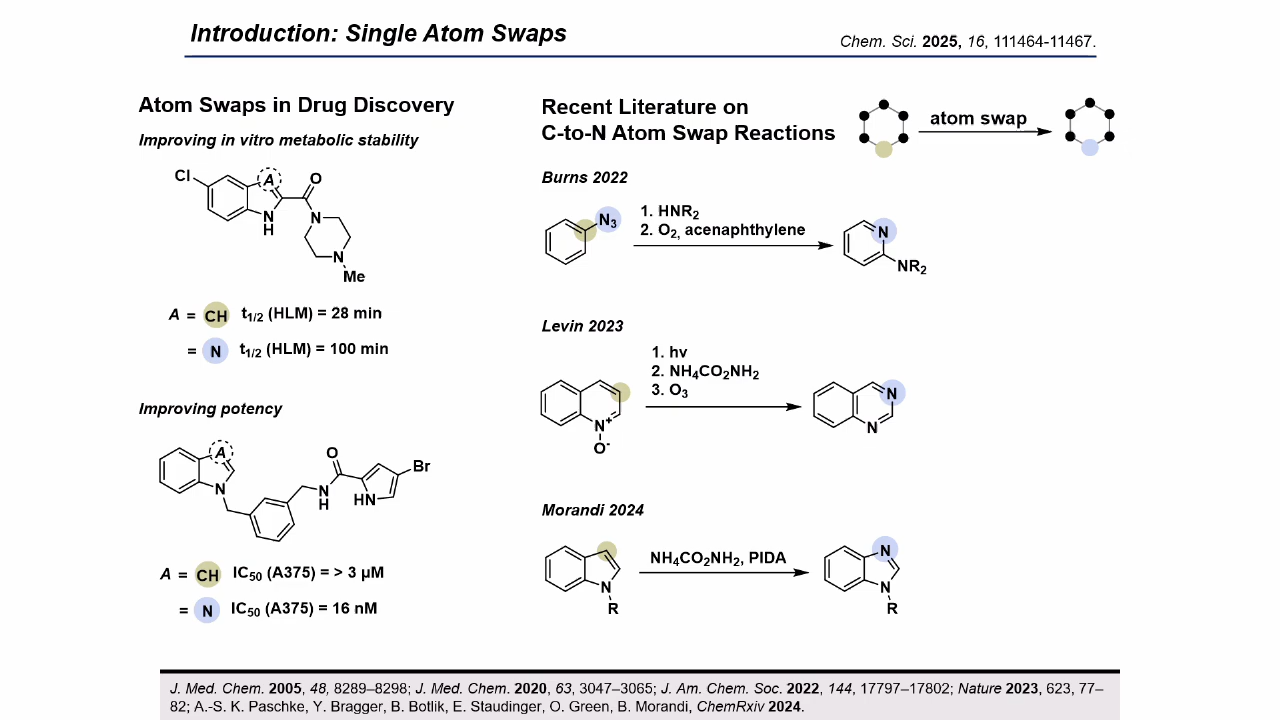 Introduction: Single Atom Swaps
Chem. Sci. 2025, 16, 111464-11467.
Atom Swaps in Drug Discovery
Improving in vitro metabolic stability
Cl
A
O
N
H
N
N
Me
A = CH t1/2 (HLM) = 28 min
= N t1/2 (HLM) = 100 min
Improving potency
A
N
O
N
H
HN
Br
A = CH IC50 (A375) = > 3 µM
= N IC50 (A375) = 16 nM
Recent Literature on
C-to-N Atom Swap Reactions
atom swap
Burns 2022
N3
1. HNR2
2. O2, acenaphthylene
N
NR2
Levin 2023
N+
O-
1. hv
2. NH4CO2NH2
3. O3
N
N
Morandi 2024
N
R
NH4CO2NH2, PIDA
N
N
R
J. Med. Chem. 2005, 48, 8289–8298; J. Med. Chem. 2020, 63, 3047–3065; J. Am. Chem. Soc. 2022, 144, 17797–17802; Nature 2023, 623, 77–
82; A.-S. K. Paschke, Y. Bragger, B. Botlik, E. Staudinger, O. Green, B. Morandi, ChemRxiv 2024.